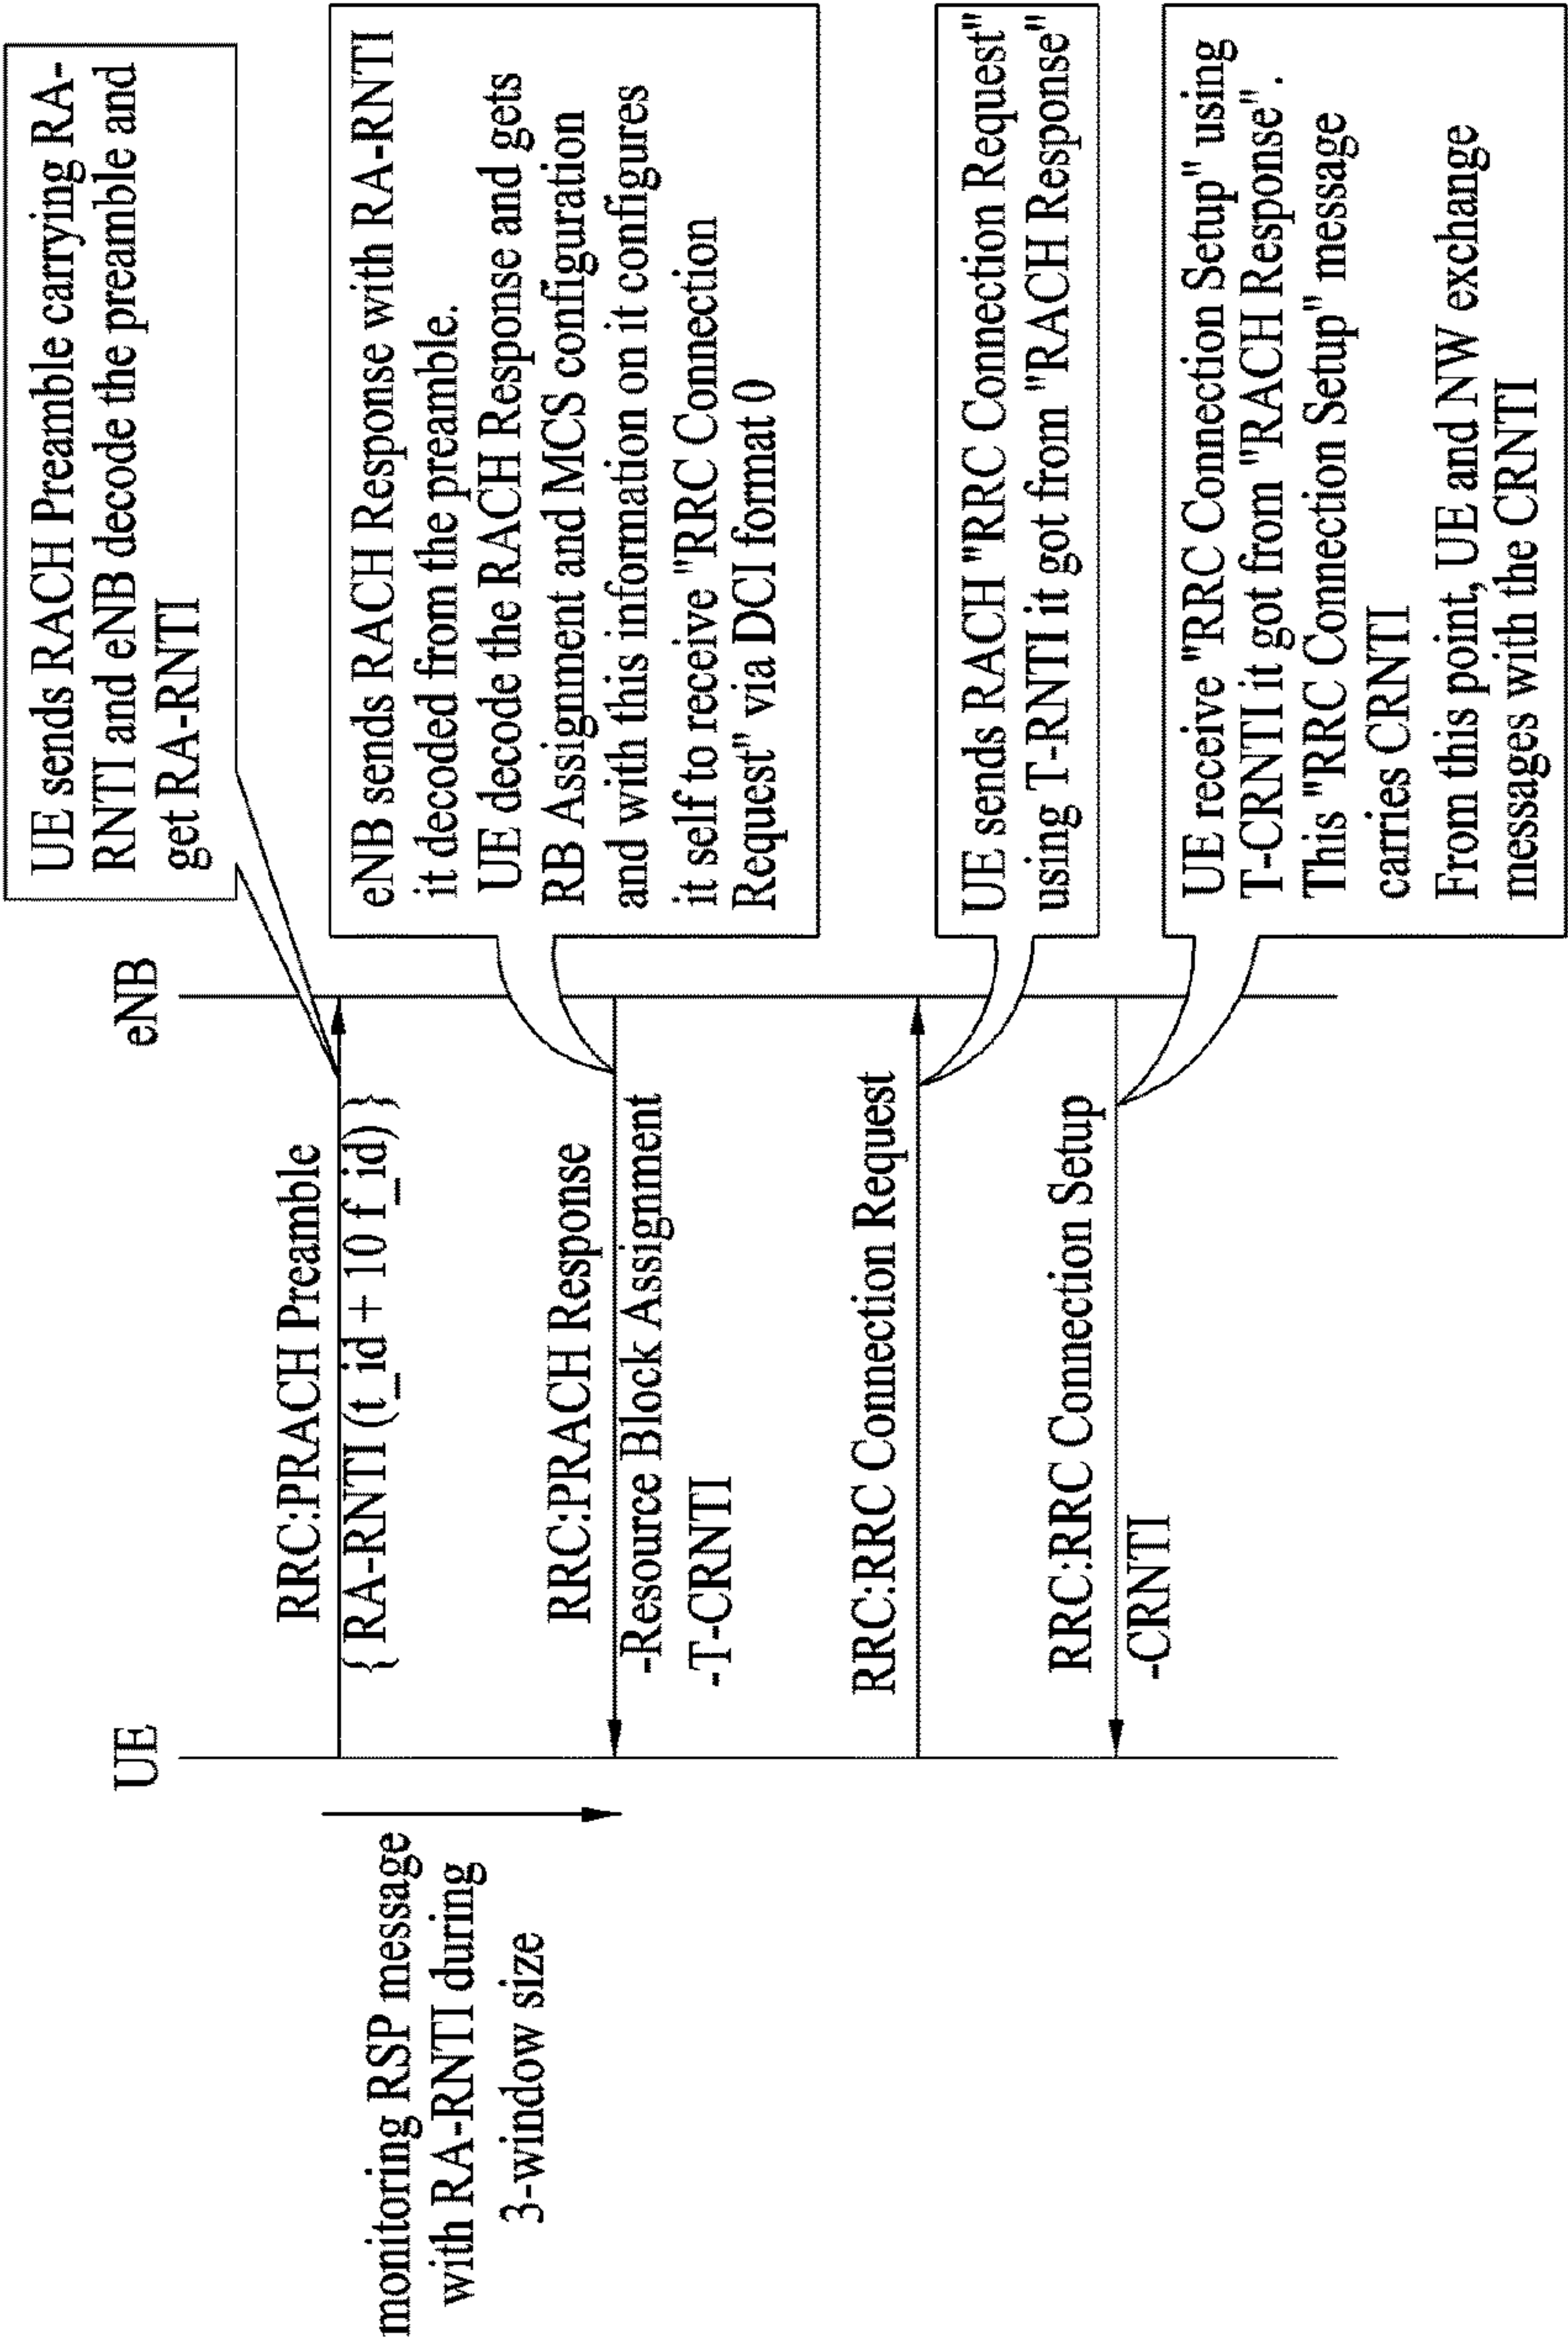 UE
eNB
UE sends RACH Preamble carrying RA-
RNTI and eNB decode the preamble and
get RA-RNTI
RRC:PRACH Preamble
{ RA-RNTI (t_id + 10 f_id) }
monitoring RSP message
with RA-RNTI during
3-window size
eNB sends RACH Response with RA-RNTI
it decoded from the preamble.
UE decode the RACH Response and gets
RB Assignment and MCS configuration
and with this information on it configures
it self to receive "RRC Connection
Request" via DCI format 0
RRC:PRACH Response
-Resource Block Assignment
-T-CRNTI
RRC:RRC Connection Request
UE sends RACH "RRC Connection Request"
using T-RNTI it got from "RACH Response"
RRC:RRC Connection Setup
-CRNTI
UE receive "RRC Connection Setup" using
T-CRNTI it got from "RACH Response".
This "RRC Connection Setup" message
carries CRNTI
From this point, UE and NW exchange
messages with the CRNTI